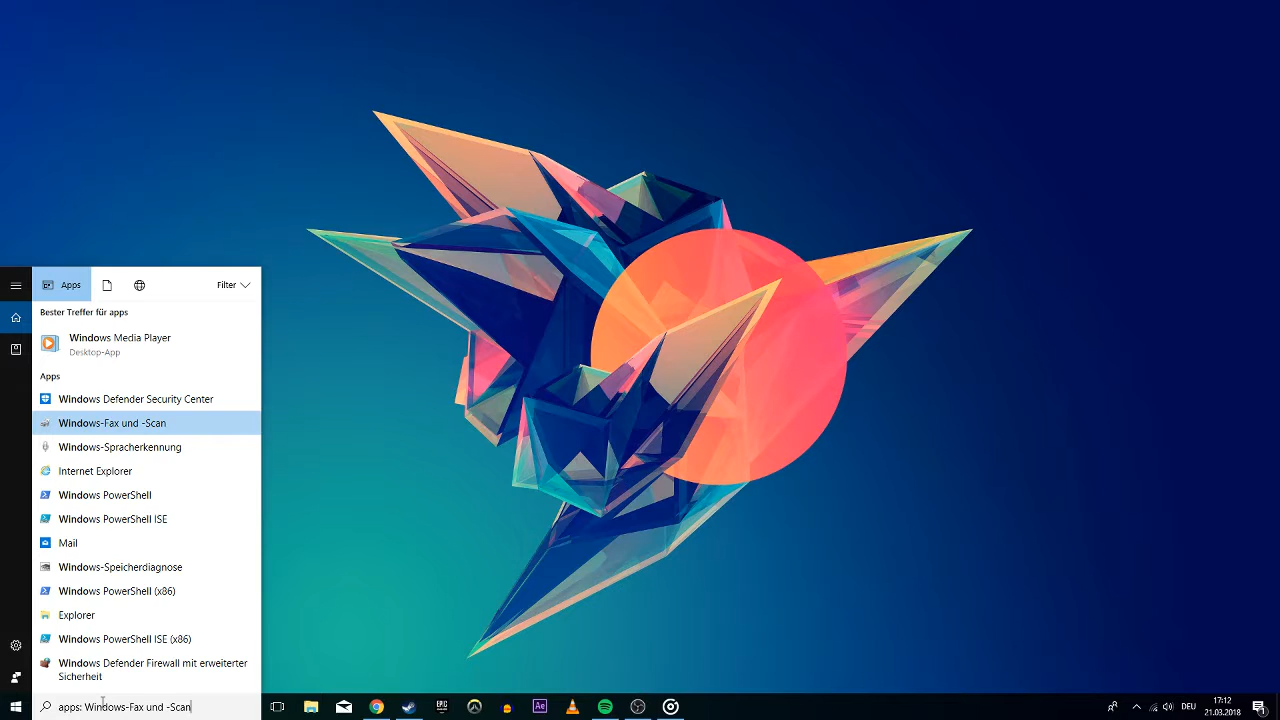 Apps
Filter
Bester Treffer für apps
Windows Media Player
Desktop-App
Apps
Windows Defender Security Center
Windows-Fax und -Scan
Windows-Spracherkennung
Internet Explorer
Windows PowerShell
Windows PowerShell ISE
Mail
Windows-Speicherdiagnose
Windows PowerShell (x86)
Explorer
Windows PowerShell ISE (x86)
Windows Defender Firewall mit erweiterter
Sicherheit
apps: Windows-Fax und -Scan
EPIC
GAMES
Ae
DEU
17:12
21.03.2018